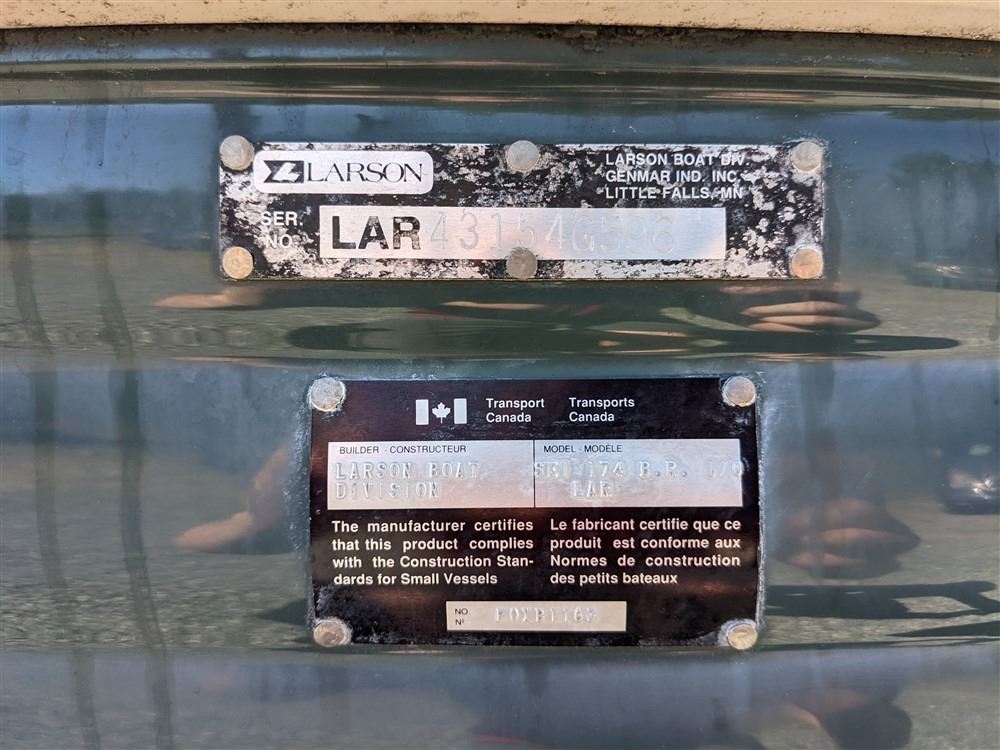 LARSON
LARSON BOAT DIV.
GENMAR IND. INC.
LITTLE FALLS, MN
SER.
NO.
LAR
Transport Canada
Transports Canada
BUILDER - CONSTRUCTEUR
LARSON BOAT
DIVISION
MODEL - MODÈLE
B.R.
LAR
The manufacturer certifies
that this product complies
with the Construction Stan-
dards for Small Vessels
Le fabricant certifie que ce
produit est conforme aux
Normes de construction
des petits bateaux
NO.
Nº